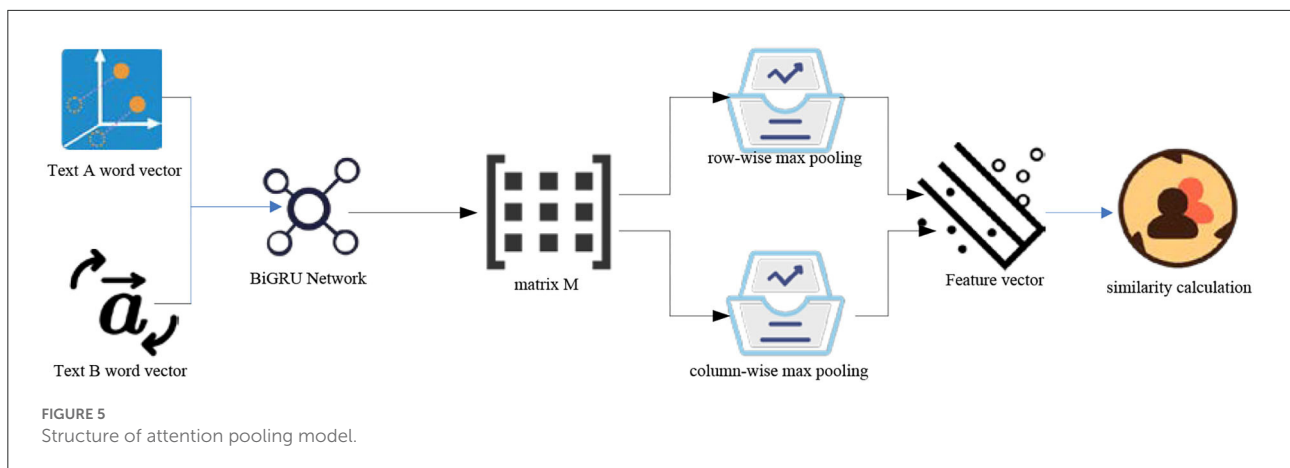 Text A word vector
a
Text B word vector
BiGRU Network
matrix M
row-wise max pooling
column-wise max pooling
Feature vector
similarity calculation
FIGURE 5
Structure of attention pooling model.